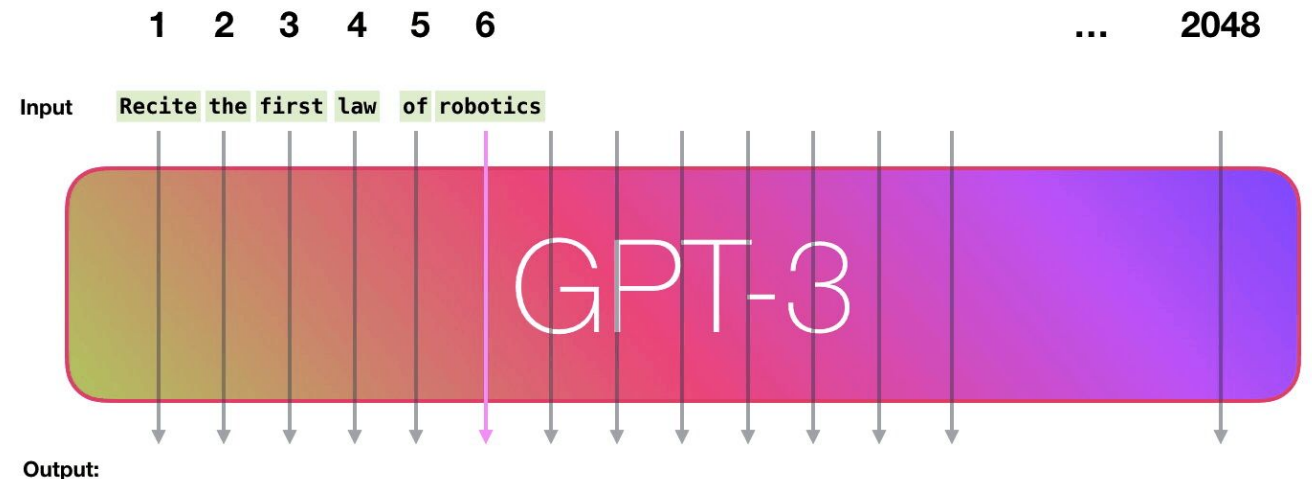 1 2 3 4 5 6 ... 2048
Input Recite the first law of robotics
GPT-3
Output: